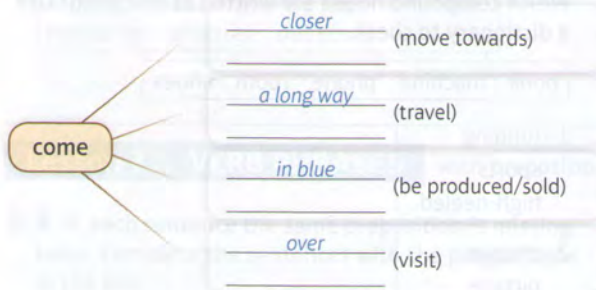 closer
(move towards)
a long way
(travel)
come
in blue
(be produced/sold)
over
(visit)